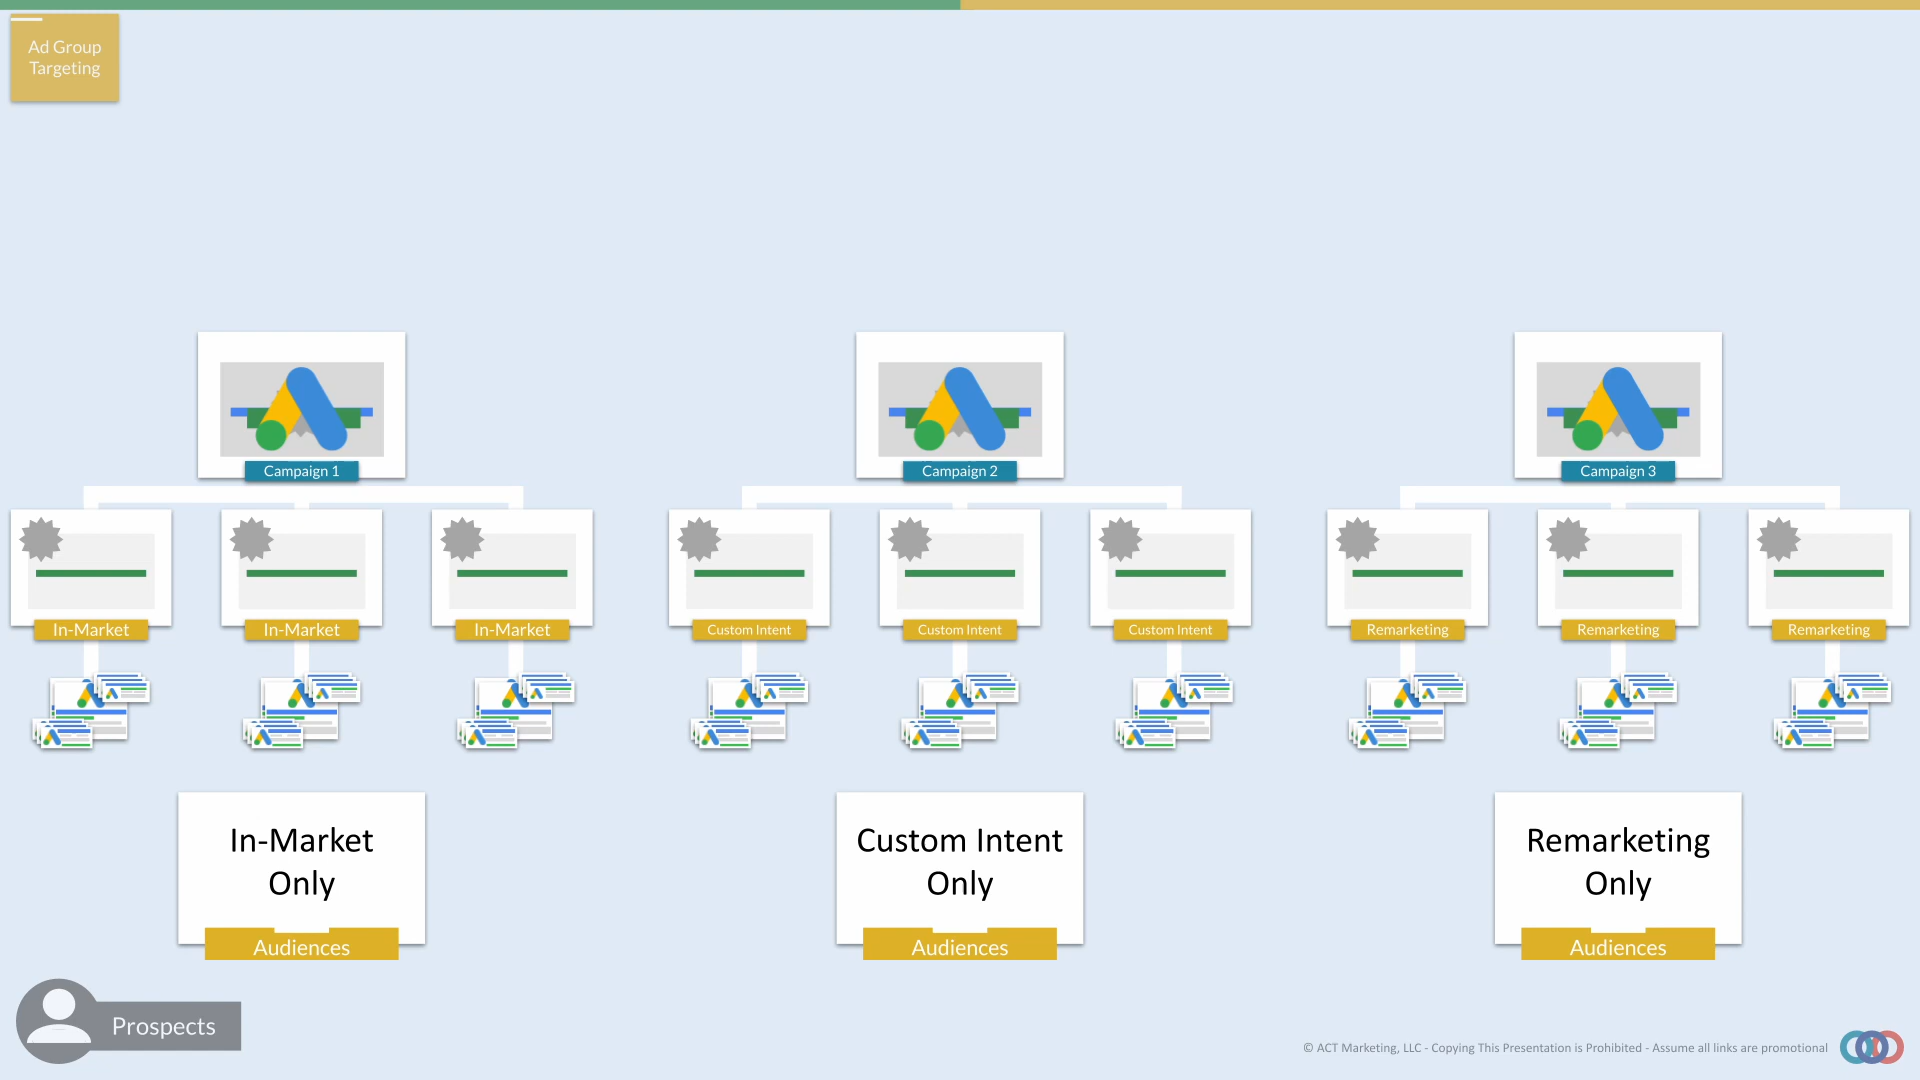 Ad Group
Targeting
Campaign 1
Campaign 2
Campaign 3
In-Market
In-Market
In-Market
Custom Intent
Custom Intent
Custom Intent
Remarketing
Remarketing
Remarketing
In-Market
Only
Audiences
Custom Intent
Only
Audiences
Remarketing
Only
Audiences
Prospects
© ACT Marketing, LLC - Copying This Presentation is Prohibited - Assume all links are promotional